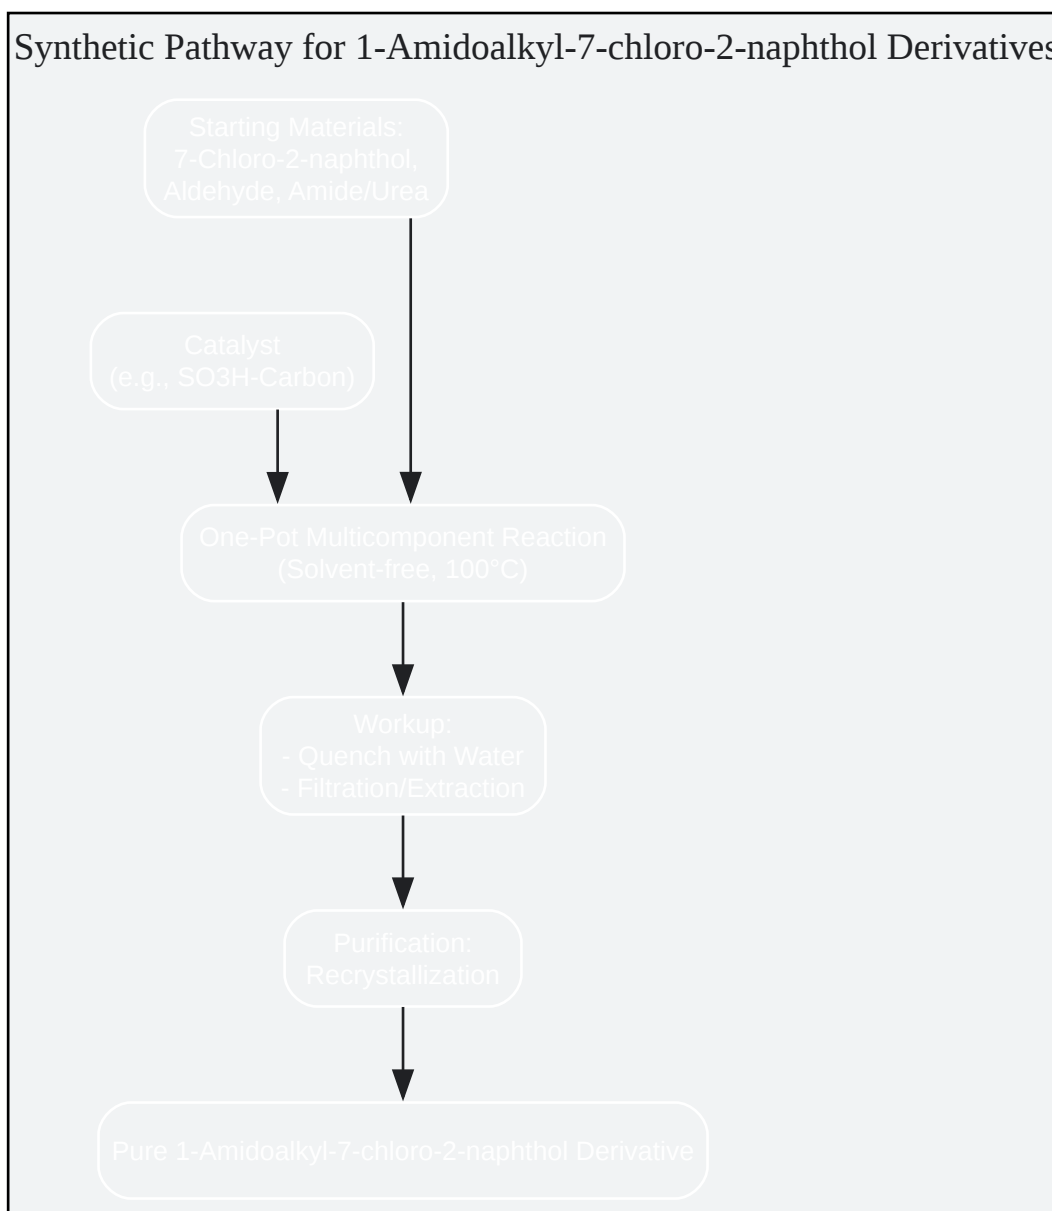 Synthetic Pathway for 1-Amidoalkyl-7-chloro-2-naphthol Derivatives
Starting Materials:
7-Chloro-2-naphthol,
Aldehyde, Amide/Urea
Catalyst
(e.g., SO3H-Carbon)
One-Pot Multicomponent Reaction
(Solvent-free, 100°C)
Workup:
- Quench with Water
- Filtration/Extraction
Purification:
Recrystallization
Pure 1-Amidoalkyl-7-chloro-2-naphthol Derivative